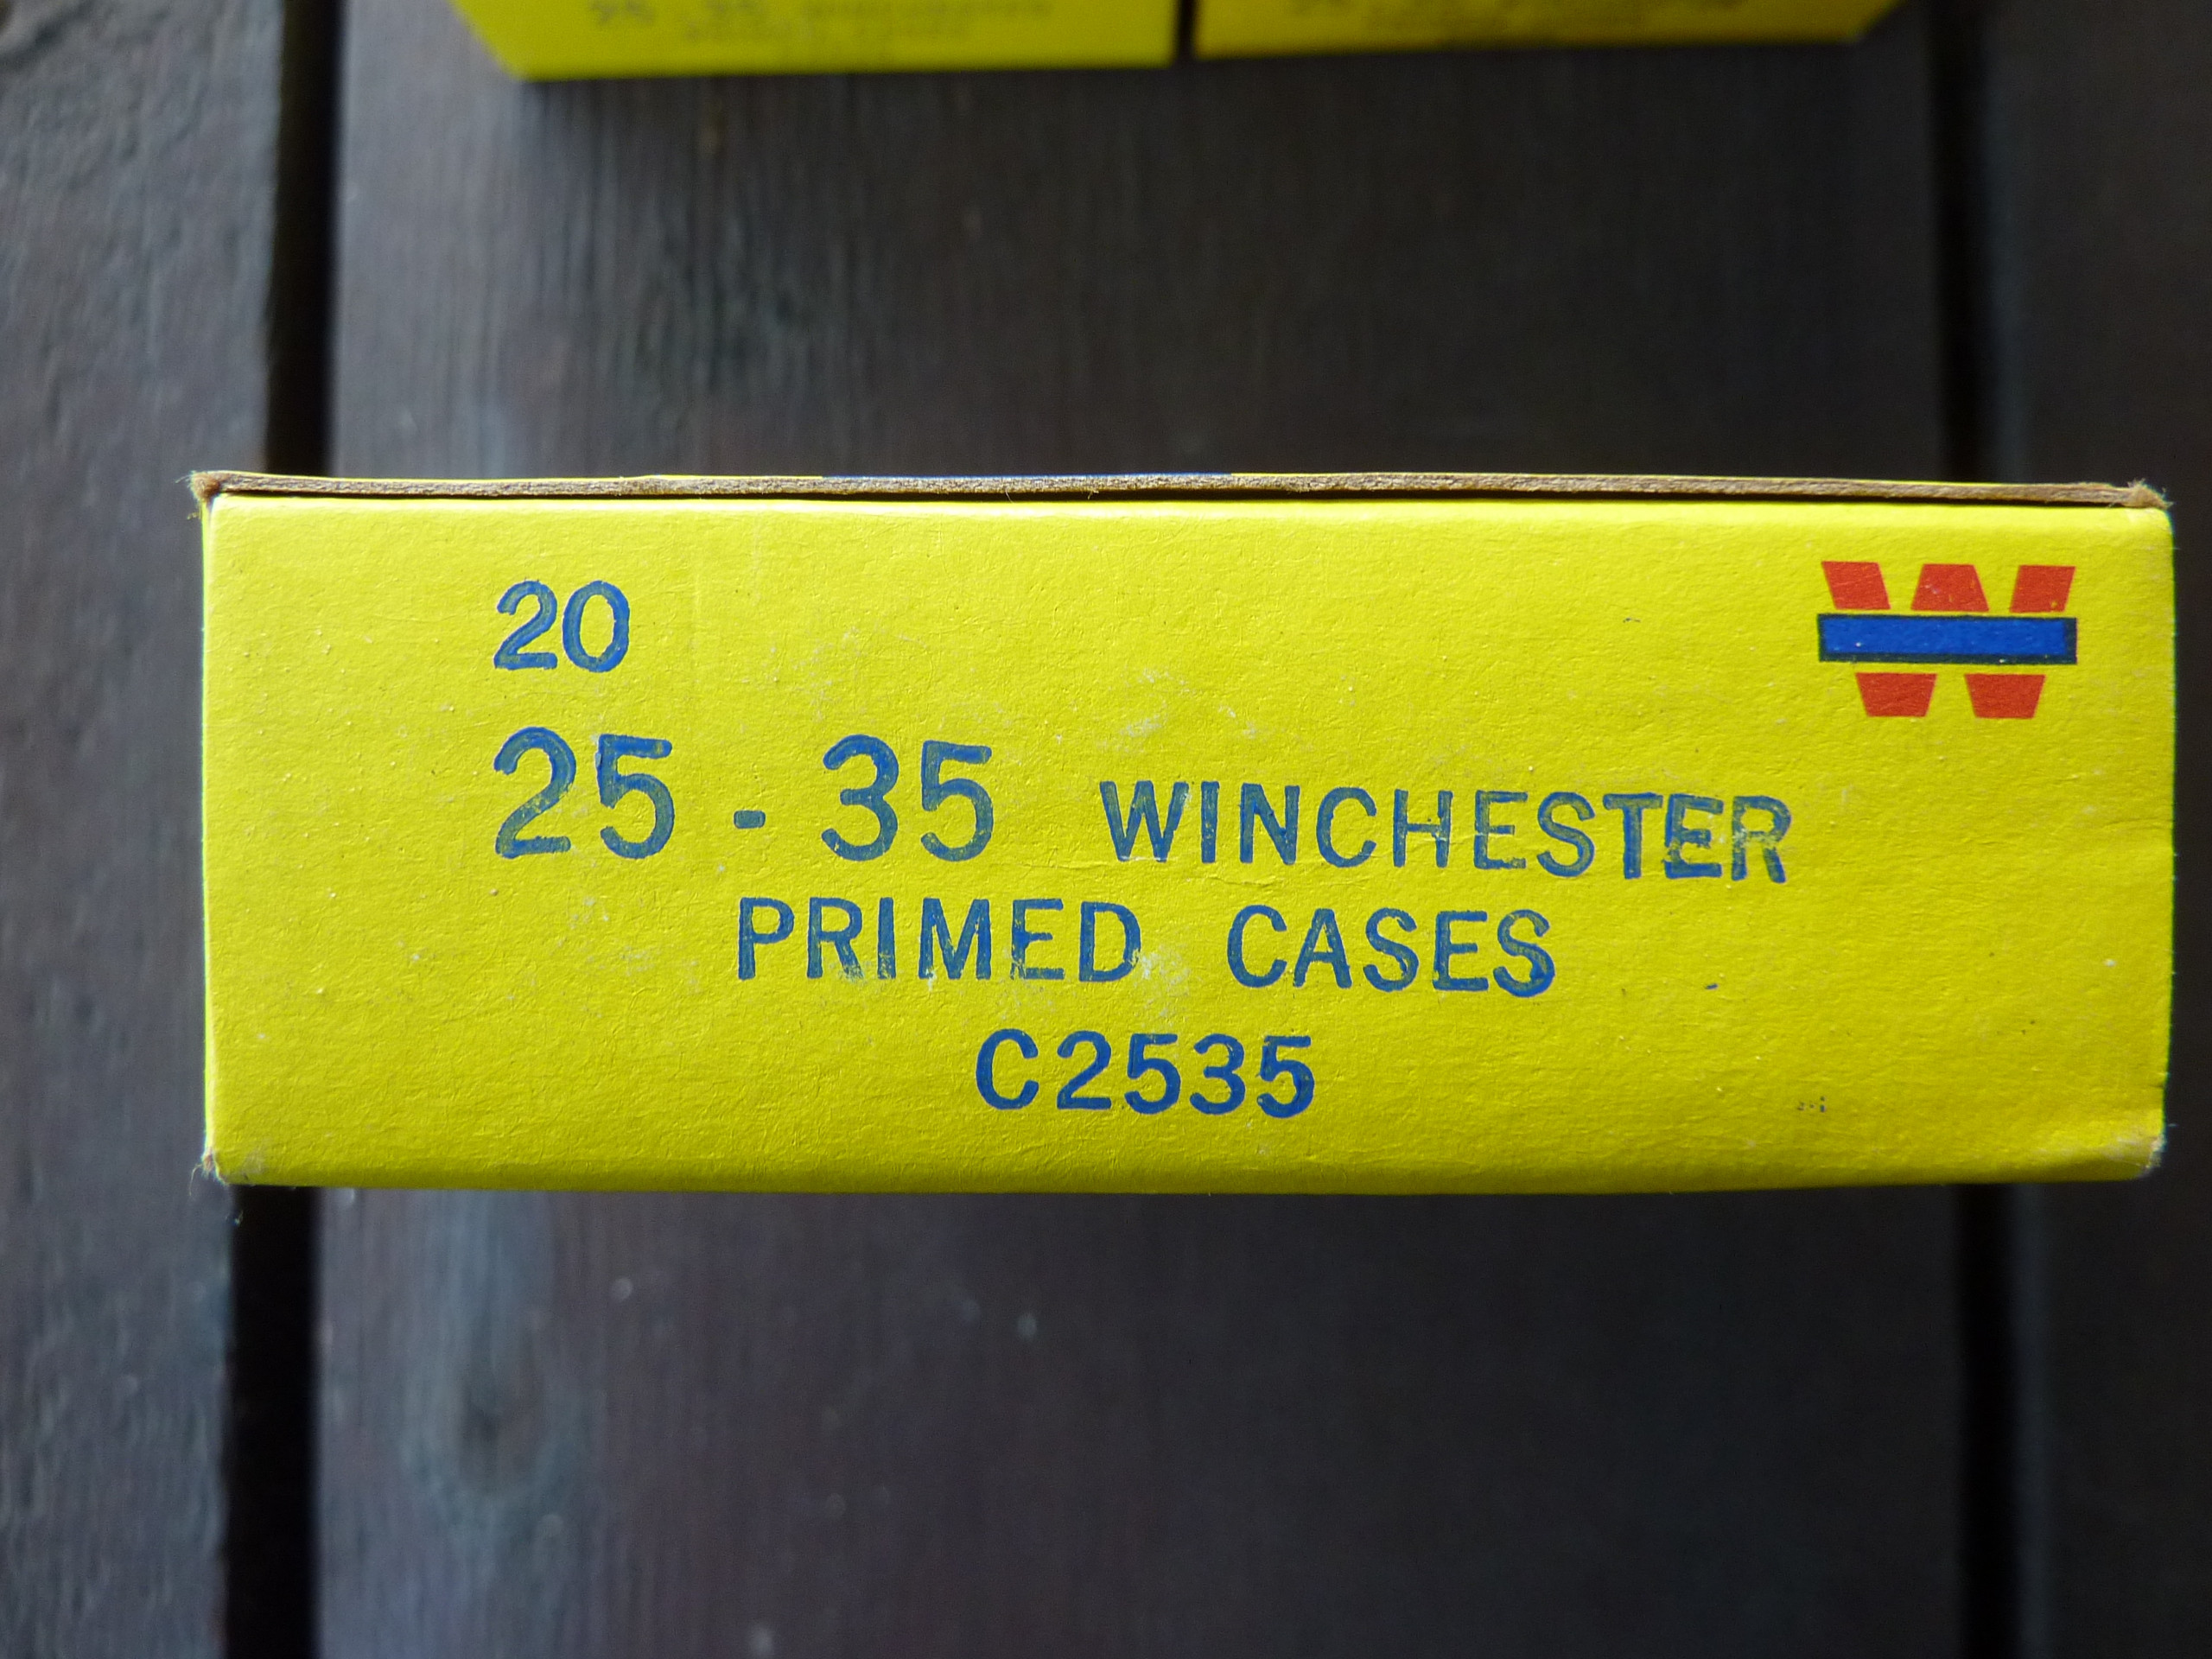 20
25 - 35 WINCHESTER
PRIMED CASES
C2535